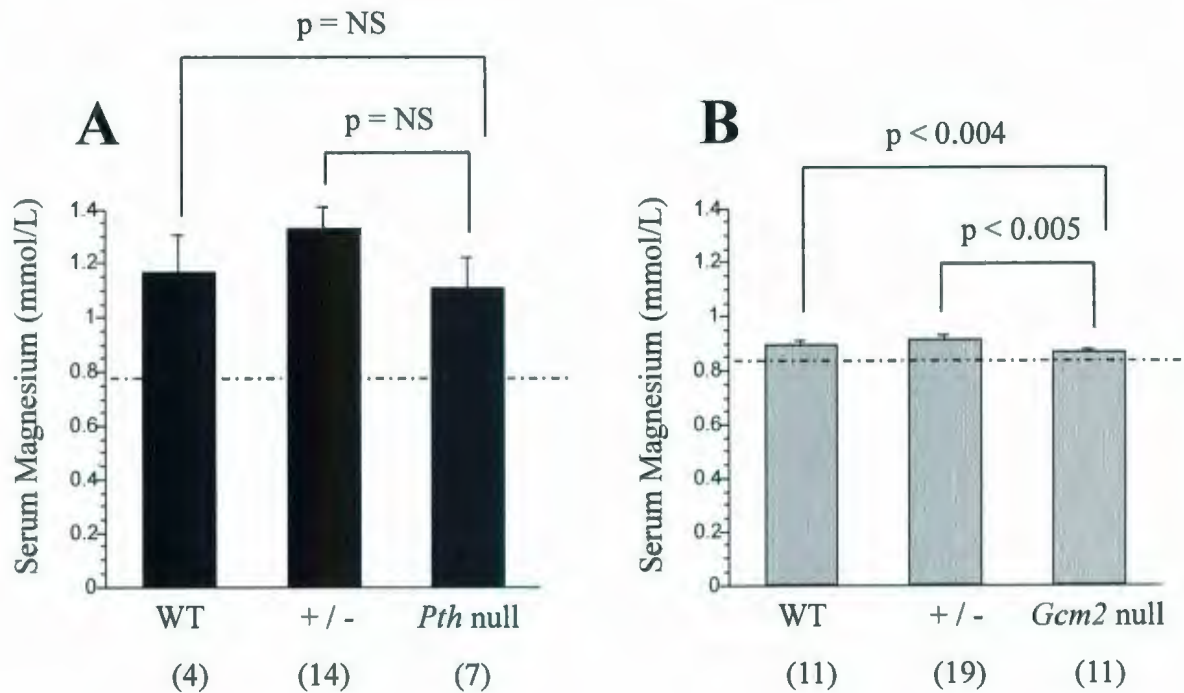 A
p = NS
p = NS
Serum Magnesium (mmol/L)
1.4
1.2
1
0.8
0.6
0.4
0.2
0
WT + / - Pth null
(4) (14) (7)
B
p < 0.004
p < 0.005
Serum Magnesium (mmol/L)
1.4
1.2
1
0.8
0.6
0.4
0.2
0
WT + / - Gcm2 null
(11) (19) (11)